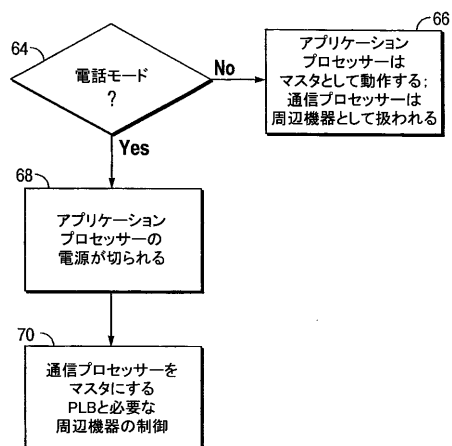 64
電話モード
?
No
66
アプリケーション
プロセッサーは
マスタとして動作する;
通信プロセッサーは
周辺機器として扱われる
Yes
68
アプリケーション
プロセッサーの
電源が切られる
70
通信プロセッサーを
マスタにする
PLBと必要な
周辺機器の制御